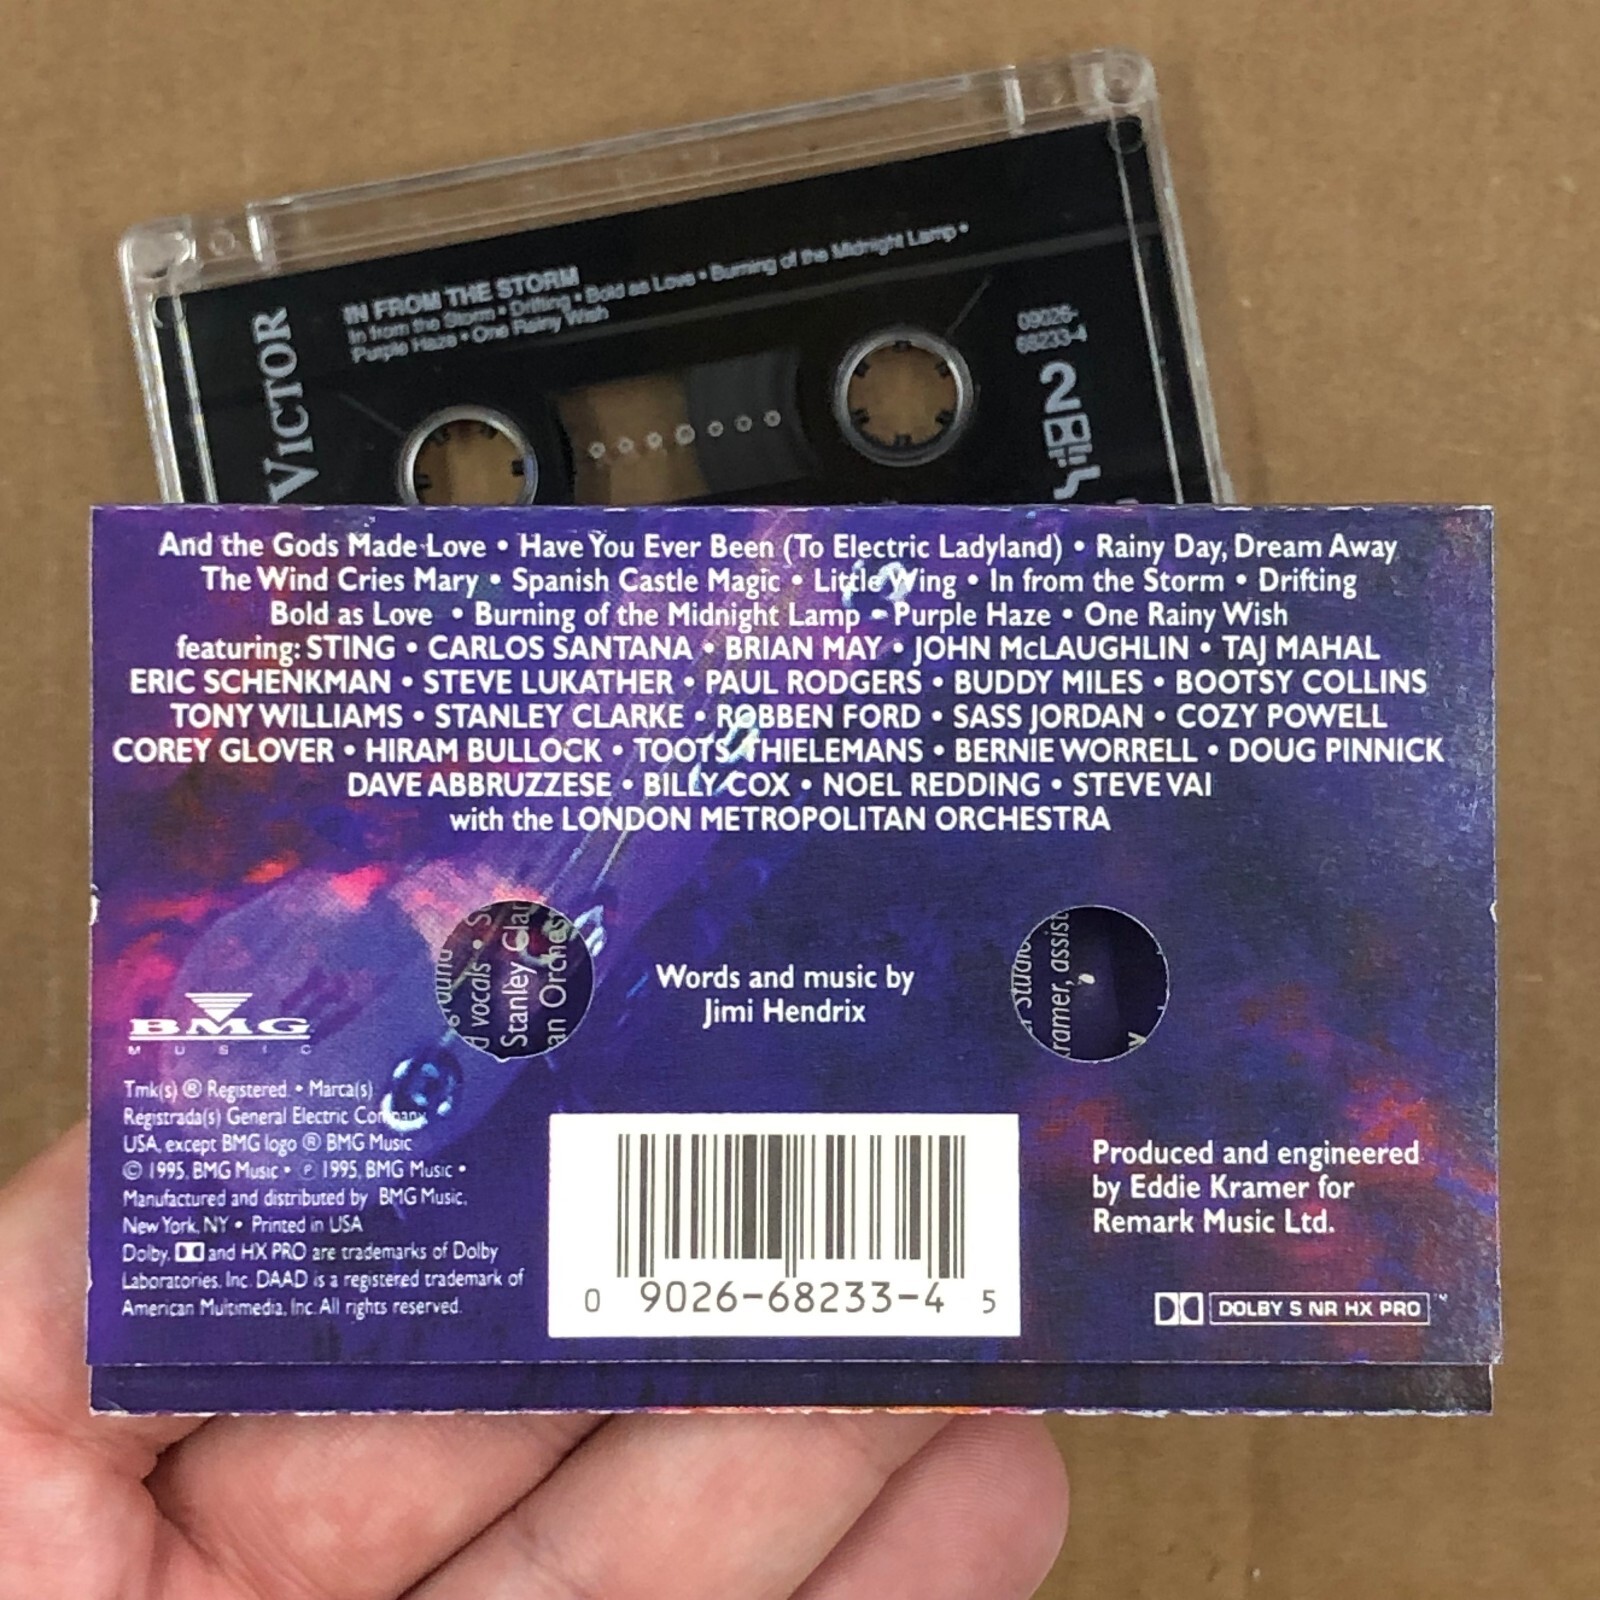 VICTOR
IN FROM THE STORM
In from the Storm • Drifting • Bold as Love • Burning of the Midnight Lamp •
Purple Haze • One Rainy Wish
09026-
68233-4
2
And the Gods Made Love • Have You Ever Been (To Electric Ladyland) • Rainy Day, Dream Away
The Wind Cries Mary • Spanish Castle Magic • Little Wing • In from the Storm • Drifting
Bold as Love • Burning of the Midnight Lamp - Purple Haze • One Rainy Wish
featuring: STING • CARLOS SANTANA • BRIAN MAY • JOHN McLAUGHLIN • TAJ MAHAL
ERIC SCHENKMAN • STEVE LUKATHER • PAUL RODGERS • BUDDY MILES • BOOTSY COLLINS
TONY WILLIAMS • STANLEY CLARKE • ROBBEN FORD • SASS JORDAN • COZY POWELL
COREY GLOVER • HIRAM BULLOCK • TOOTS THIELEMANS • BERNIE WORRELL • DOUG PINNICK
DAVE ABBRUZZESE • BILLY COX • NOEL REDDING • STEVE VAI
with the LONDON METROPOLITAN ORCHESTRA
d vocals • S
Stanley Clar
an Orchest
Studio
ramer, assist
y
Words and music by
Jimi Hendrix
BMG
MUSIC
Tmk(s) ® Registered • Marca(s)
Registrada(s) General Electric Company
USA, except BMG logo ® BMG Music
© 1995, BMG Music • ℗ 1995, BMG Music •
Manufactured and distributed by BMG Music,
New York, NY • Printed in USA
Dolby, and HX PRO are trademarks of Dolby
Laboratories, Inc. DAAD is a registered trademark of
American Multimedia, Inc. All rights reserved.
0 9026-68233-4 5
Produced and engineered
by Eddie Kramer for
Remark Music Ltd.
DOLBY S NR HX PRO ™